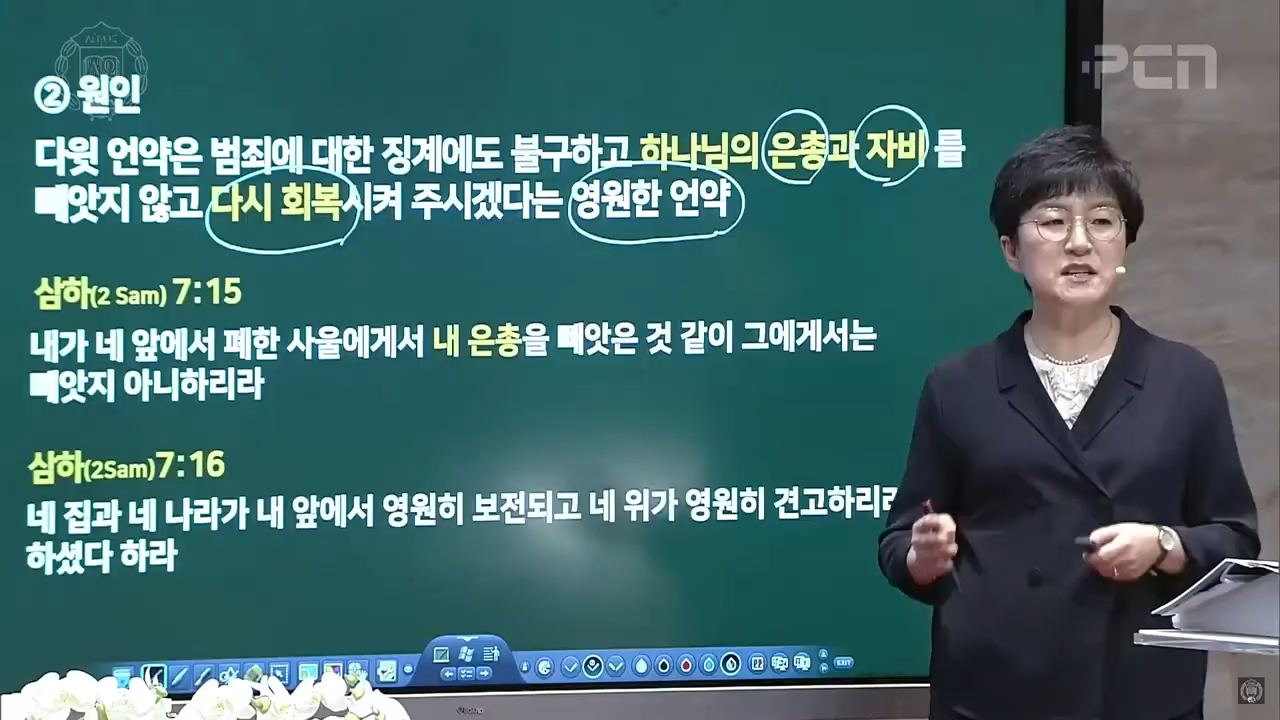 PCN
② 원인
다윗 언약은 범죄에 대한 징계에도 불구하고 하나님의 은총과 자비 를
빼앗지 않고 다시 회복시켜 주시겠다는 영원한 언약
삼하(2 Sam) 7:15
내가 네 앞에서 폐한 사울에게서 내 은총을 빼앗은 것 같이 그에게서는
빼앗지 아니하리라
삼하(2Sam)7:16
네 집과 네 나라가 내 앞에서 영원히 보전되고 네 위가 영원히 견고하리라
하셨다 하라
EXIT